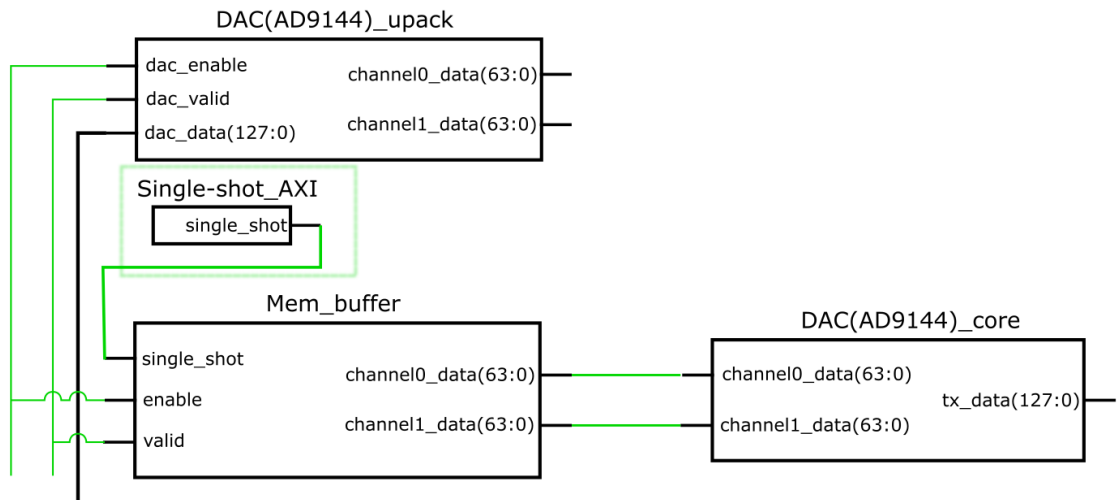 DAC(AD9144)_upack
dac_enable
dac_valid
dac_data(127:0)
channel0_data(63:0)
channel1_data(63:0)
Single-shot_AXI
single_shot
Mem_buffer
single_shot
enable
valid
channel0_data(63:0)
channel1_data(63:0)
DAC(AD9144)_core
channel0_data(63:0)
channel1_data(63:0)
tx_data(127:0)